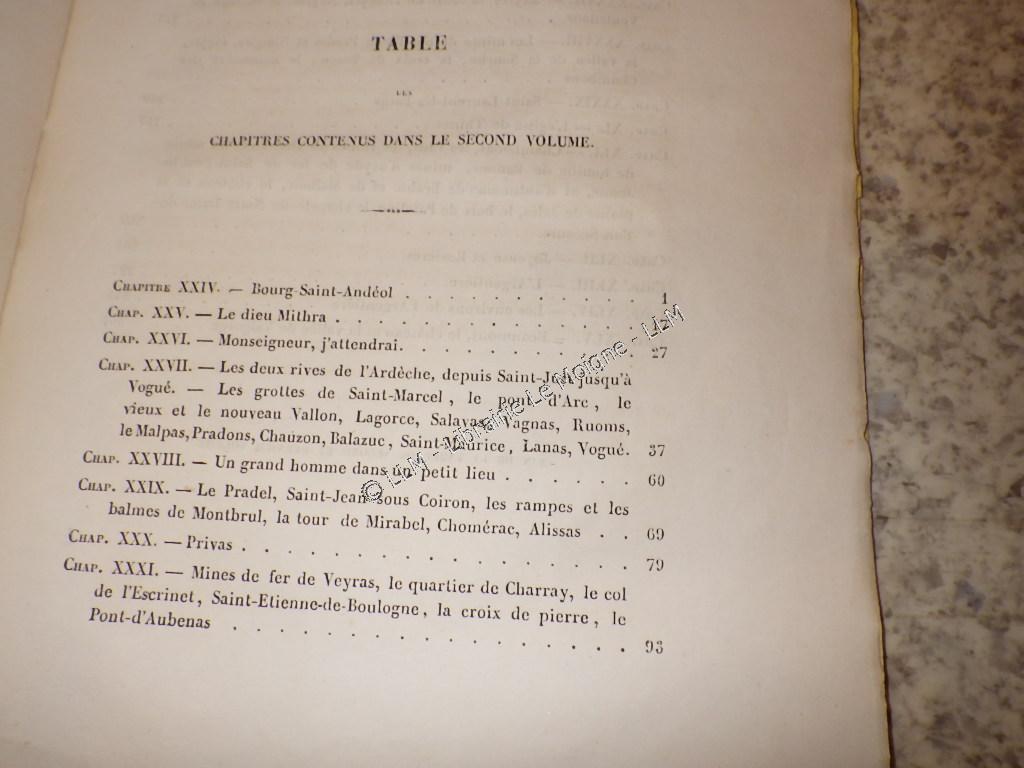 TABLE
DES
CHAPITRES CONTENUS DANS LE SECOND VOLUME.
CHAPITRE XXIV. — Bourg-Saint-Andéol . . . . . . . . . . 1
CHAP. XXV. — Le dieu Mithra . . . . . . . . . . . 12
CHAP. XXVI. — Monseigneur, j'attendrai. . . . . . . . . . 27
CHAP. XXVII. — Les deux rives de l'Ardèche, depuis Saint-Just jusqu'à
Vogué. — Les grottes de Saint-Marcel, le pont d'Arc, le
vieux et le nouveau Vallon, Lagorce, Salavas, Vagnas, Ruoms,
le Malpas, Pradons, Chauzon, Balazuc, Saint-Maurice, Lanas, Vogué. 37
CHAP. XXVIII. — Un grand homme dans un petit lieu . . . . . . 60
CHAP. XXIX. — Le Pradel, Saint-Jean sous Coiron, les rampes et les
balmes de Montbrul, la tour de Mirabel, Chomérac, Alissas . . 69
CHAP. XXX. — Privas . . . . . . . . . . . . . . 79
CHAP. XXXI. — Mines de fer de Veyras, le quartier de Charray, le col
de l'Escrinet, Saint-Etienne-de-Boulogne, la croix de pierre, le
Pont-d'Aubenas . . . . . . . . . . . . . . 93
© LLM - Librairie Le Moigne - LLM